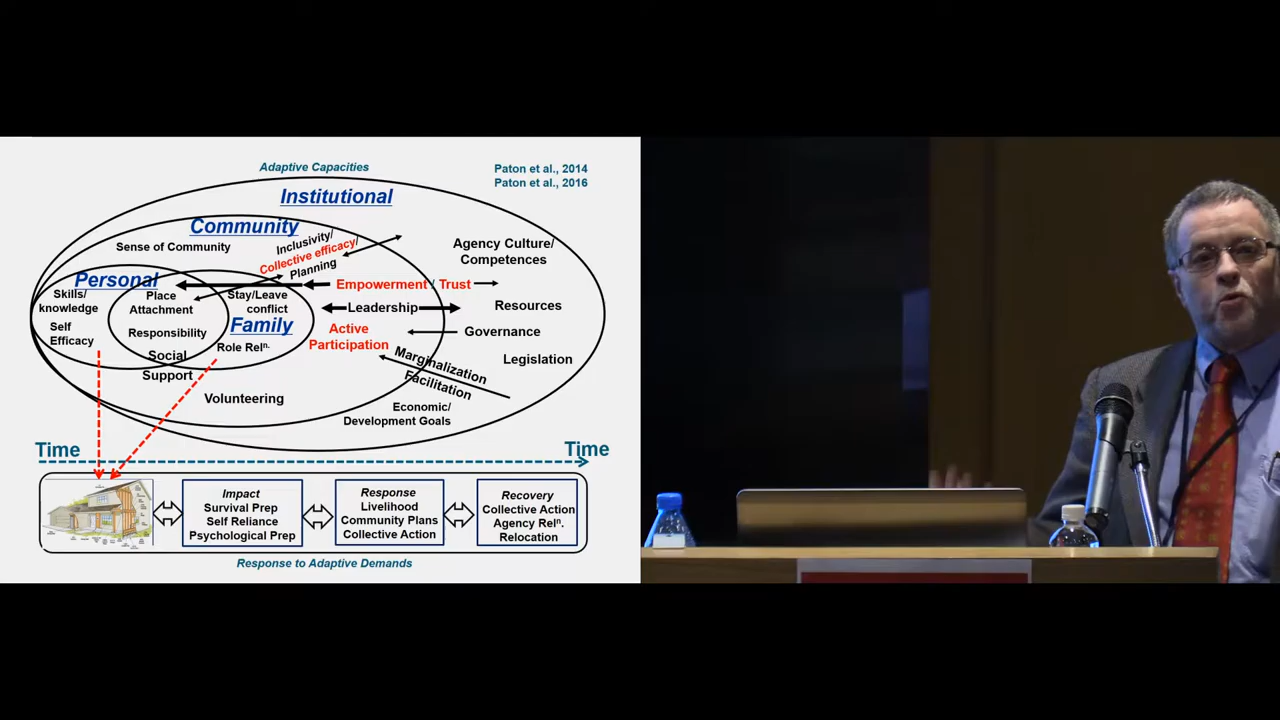 Adaptive Capacities
Paton et al., 2014
Paton et al., 2016
Institutional
Community
Sense of Community
Inclusivity/
Collective efficacy/
Planning
Agency Culture/
Competences
Personal
Skills/
knowledge
Self
Efficacy
Place
Attachment
Responsibility
Social
Support
Stay/Leave
conflict
Family
Role Relⁿ.
Empowerment / Trust
Leadership
Active
Participation
Resources
Governance
Legislation
Marginalization
Facilitation
Volunteering
Economic/
Development Goals
Time
Time
Impact
Survival Prep
Self Reliance
Psychological Prep
Response
Livelihood
Community Plans
Collective Action
Recovery
Collective Action
Agency Relⁿ.
Relocation
Response to Adaptive Demands